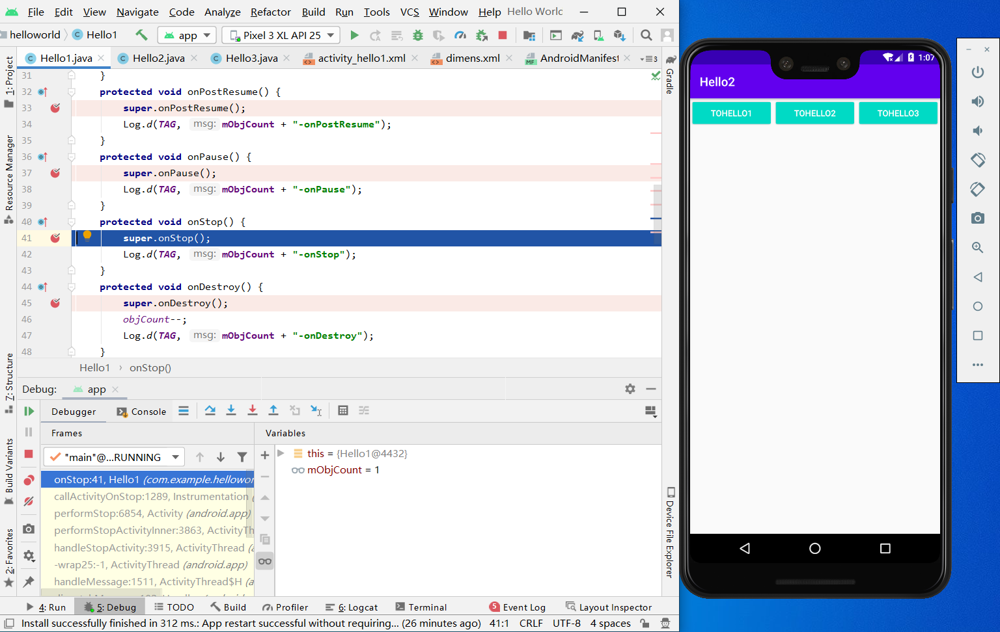 File Edit View Navigate Code Analyze Refactor Build Run Tools VCS Window Help Hello Worlc
helloworld Hello1 app Pixel 3 XL API 25
Hello1.java Hello2.java Hello3.java activity_hello1.xml dimens.xml AndroidManifest 3
1: Project
Resource Manager
Z: Structure
Build Variants
2: Favorites
31 }
32 protected void onPostResume() {
33 super.onPostResume();
34 Log.d(TAG, msg: mObjCount + "-onPostResume");
35 }
36 protected void onPause() {
37 super.onPause();
38 Log.d(TAG, msg: mObjCount + "-onPause");
39 }
40 protected void onStop() {
41 super.onStop();
42 Log.d(TAG, msg: mObjCount + "-onStop");
43 }
44 protected void onDestroy() {
45 super.onDestroy();
46 objCount--;
47 Log.d(TAG, msg: mObjCount + "-onDestroy");
48 }
Hello1 › onStop()
Gradle
Device File Explorer
Debug: app
Debugger Console
Frames
Variables
"main"@...RUNNING
onStop:41, Hello1 (com.example.hellowor
callActivityOnStop:1289, Instrumentation (
performStop:6854, Activity (android.app)
performStopActivityInner:3863, ActivityTh
handleStopActivity:3915, ActivityThread (a
-wrap25:-1, ActivityThread (android.app)
handleMessage:1511, ActivityThread$H (a
this = {Hello1@4432}
mObjCount = 1
4: Run 5: Debug TODO Build Profiler 6: Logcat Terminal 5 Event Log Layout Inspector
Install successfully finished in 312 ms.: App restart successful without requiring... (26 minutes ago) 41:1 CRLF UTF-8 4 spaces
1:07
Hello2
TOHELLO1 TOHELLO2 TOHELLO3